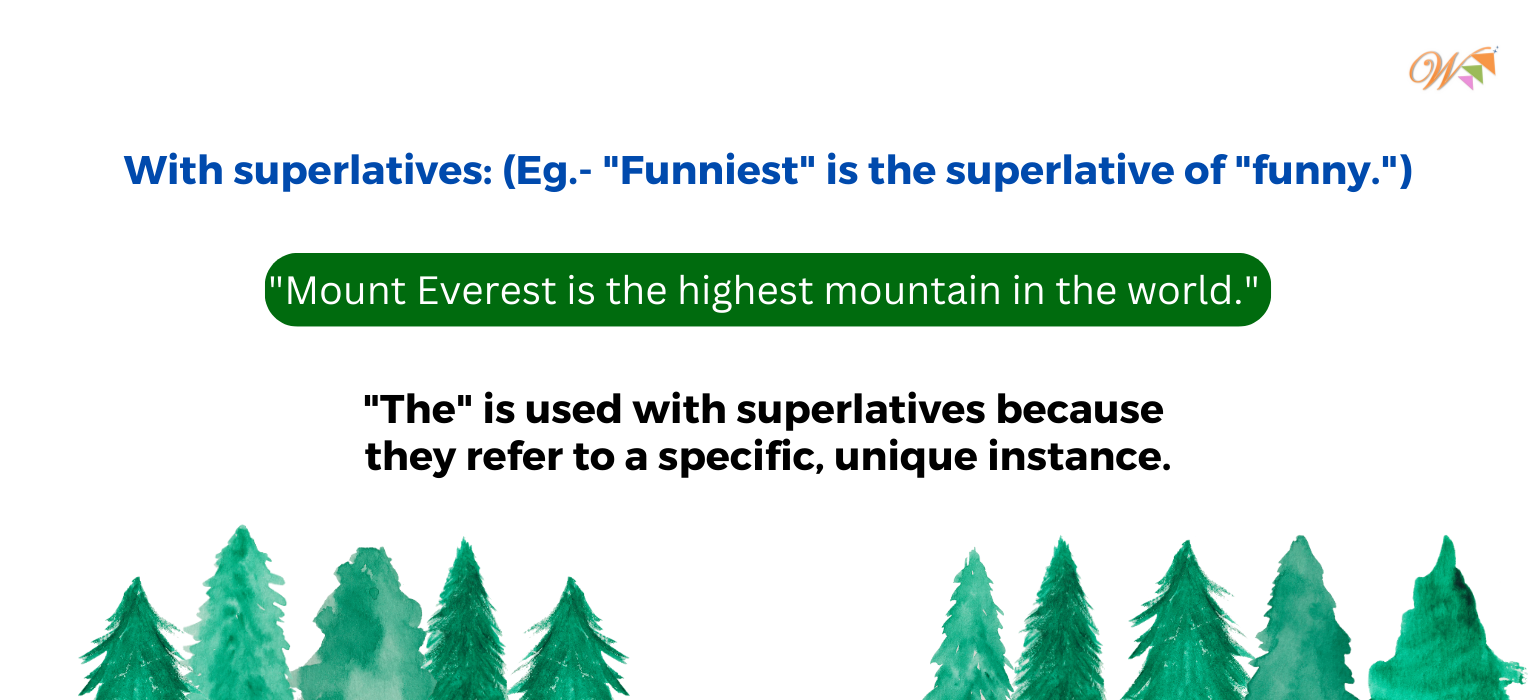 W
With superlatives: (Eg.- "Funniest" is the superlative of "funny.")
"Mount Everest is the highest mountain in the world."
"The" is used with superlatives because
they refer to a specific, unique instance.